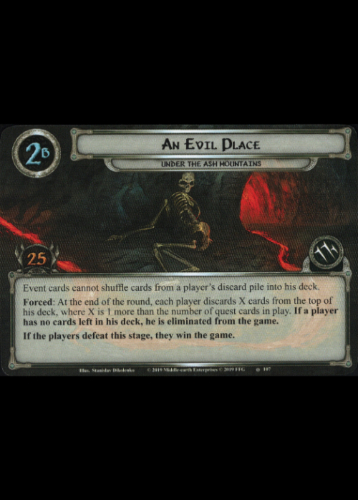 2B
AN EVIL PLACE
UNDER THE ASH MOUNTAINS
25
Event cards cannot shuffle cards from a player's discard pile into his deck.
Forced: At the end of the round, each player discards X cards from the top of
his deck, where X is 1 more than the number of quest cards in play. If a player
has no cards left in his deck, he is eliminated from the game.
If the players defeat this stage, they win the game.
Illus. Stanislav Dikolenko © 2019 Middle-earth Enterprises © 2019 FFG